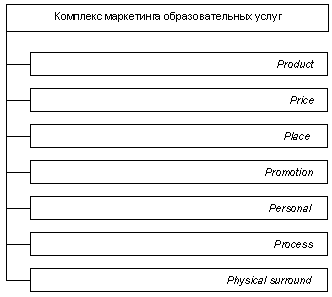 Комплекс маркетинга образовательных услуг
Product
Price
Place
Promotion
Personal
Process
Physical surround